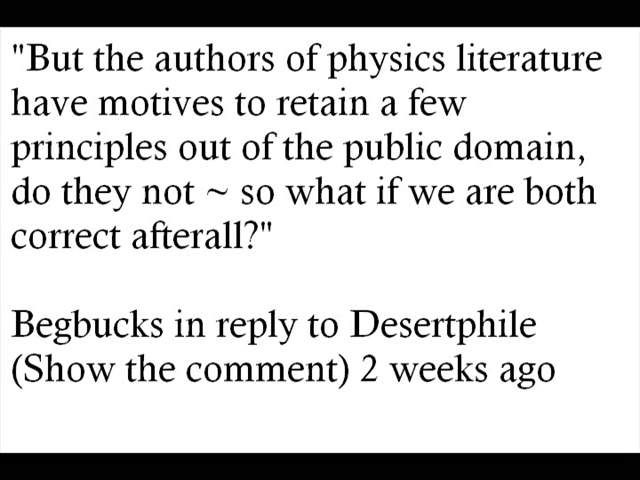 "But the authors of physics literature
have motives to retain a few
principles out of the public domain,
do they not ~ so what if we are both
correct afterall?"
Begbucks in reply to Desertphile
(Show the comment) 2 weeks ago